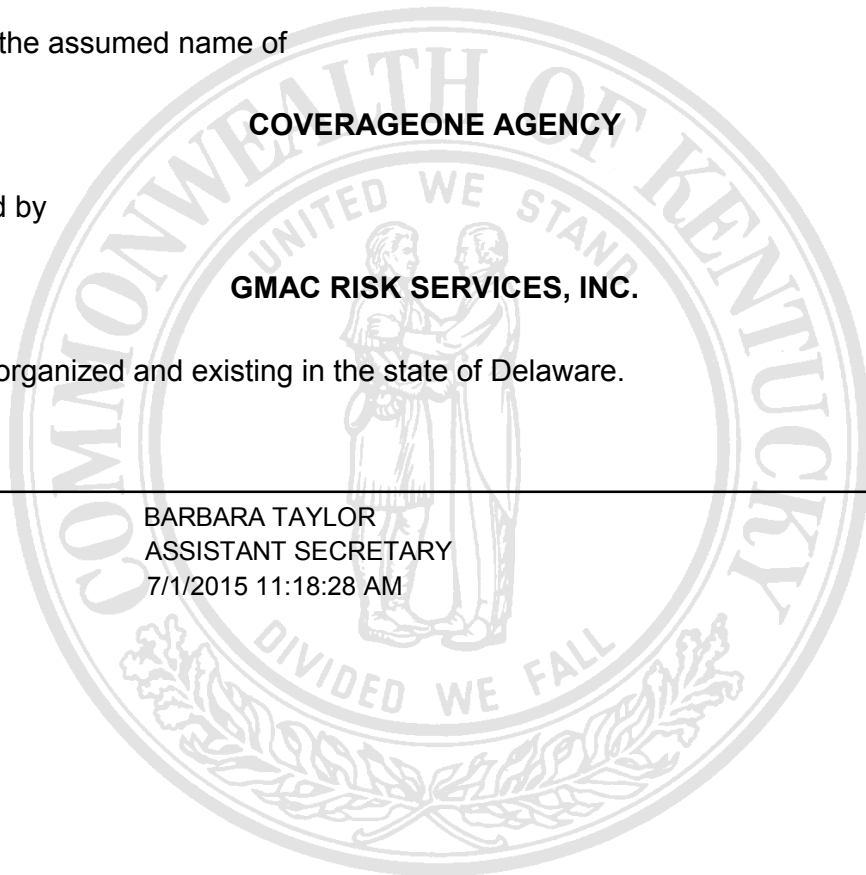 the assumed name of
COVERAGEONE AGENCY
d by
GMAC RISK SERVICES, INC.
organized and existing in the state of Delaware.
BARBARA TAYLOR
ASSISTANT SECRETARY
7/1/2015 11:18:28 AM
COMMONWEALTH OF KENTUCKY
UNITED WE STAND
DIVIDED WE FALL